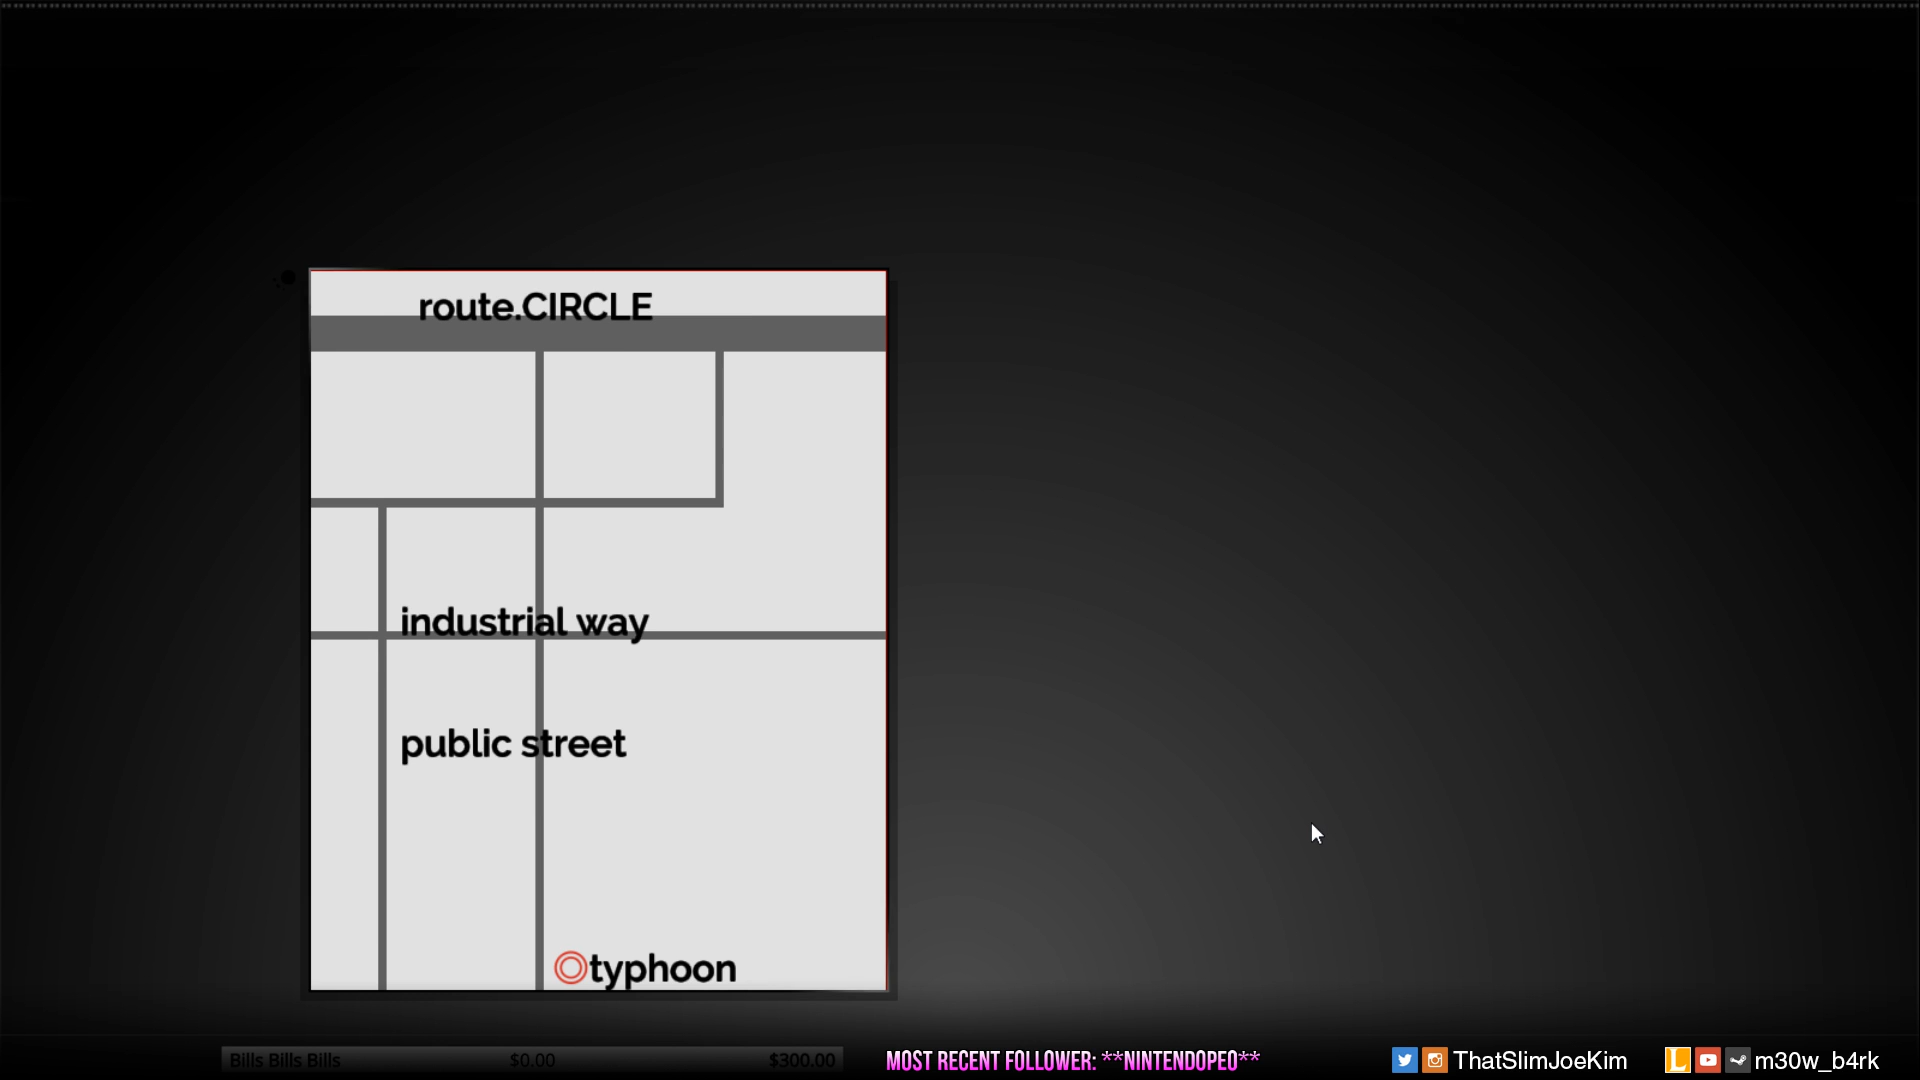 route.CIRCLE
industrial way
public street
typhoon
Bills Bills Bills $0.00 $300.00
MOST RECENT FOLLOWER: **NINTENDOPEO**
ThatSlimJoeKim
L m30w_b4rk